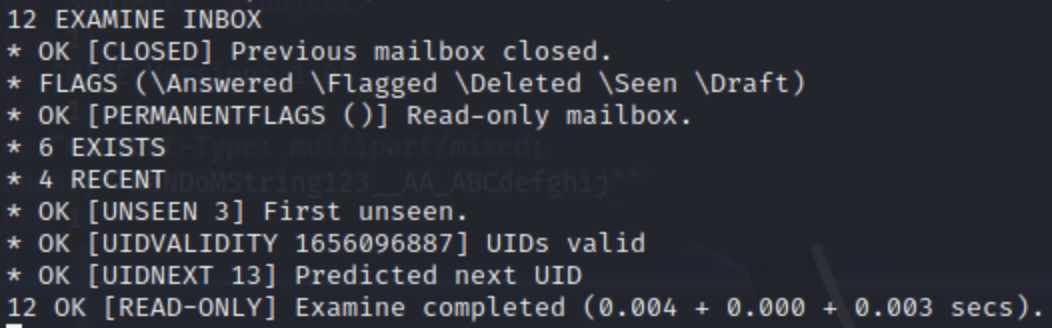 12 EXAMINE INBOX
* OK [CLOSED] Previous mailbox closed.
* FLAGS (\Answered \Flagged \Deleted \Seen \Draft)
* OK [PERMANENTFLAGS ()] Read-only mailbox.
* 6 EXISTS
* 4 RECENT
* OK [UNSEEN 3] First unseen.
* OK [UIDVALIDITY 1656096887] UIDs valid
* OK [UIDNEXT 13] Predicted next UID
12 OK [READ-ONLY] Examine completed (0.004 + 0.000 + 0.003 secs).